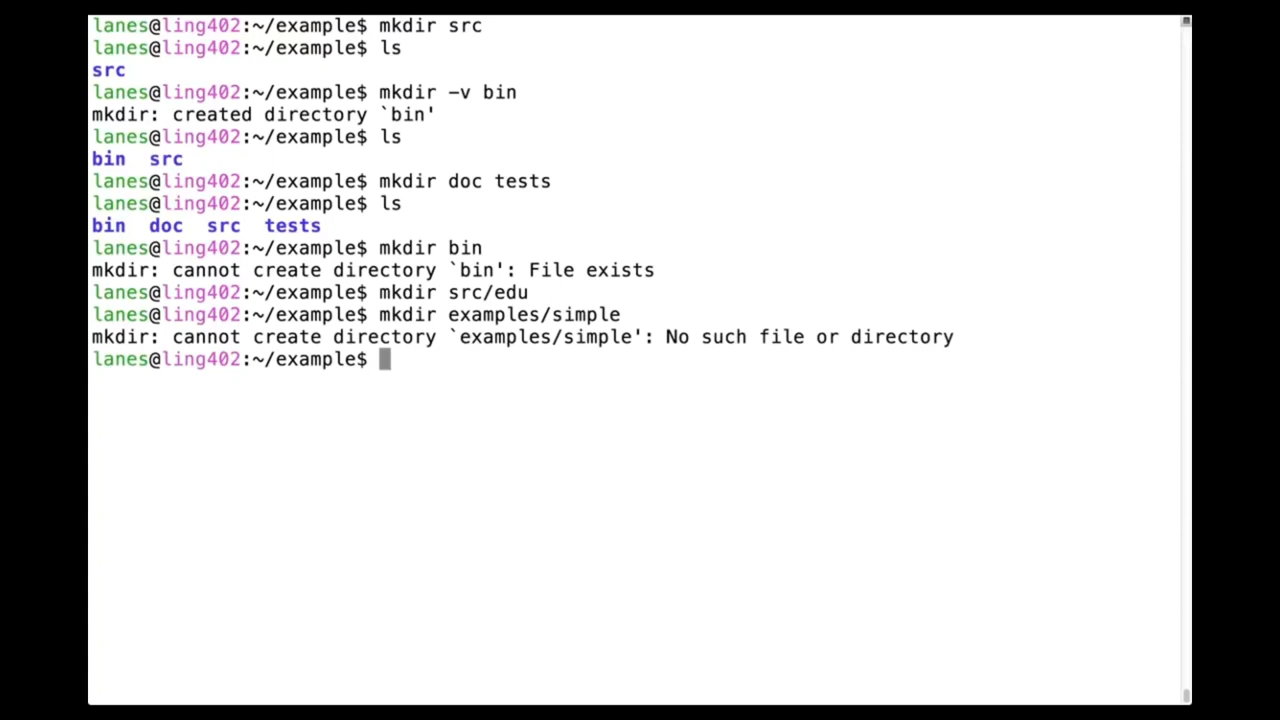 lanes@ling402:~/example$ mkdir src
lanes@ling402:~/example$ ls
src
lanes@ling402:~/example$ mkdir -v bin
mkdir: created directory `bin'
lanes@ling402:~/example$ ls
bin  src
lanes@ling402:~/example$ mkdir doc tests
lanes@ling402:~/example$ ls
bin  doc  src  tests
lanes@ling402:~/example$ mkdir bin
mkdir: cannot create directory `bin': File exists
lanes@ling402:~/example$ mkdir src/edu
lanes@ling402:~/example$ mkdir examples/simple
mkdir: cannot create directory `examples/simple': No such file or directory
lanes@ling402:~/example$